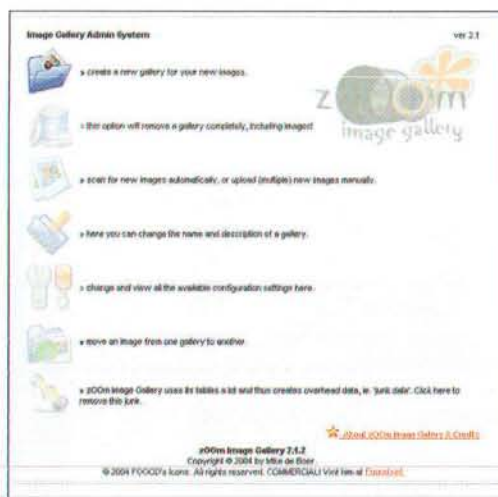 Image Gallery Admin System
ver 2.1
» create a new gallery for your new images.
zOOm
image gallery
» this option will remove a gallery completely, including images!
» scan for new images automatically, or upload (multiple) new images manually.
» here you can change the name and description of a gallery.
» change and view all the available configuration settings here.
» move an image from one gallery to another
» zOOm Image Gallery uses its tables a lot and thus creates overhead data, ie. 'junk data'. Click here to
remove this junk.
About zOOm Image Gallery & Credits
zOOm Image Gallery 2.1.2
Copyright © 2004 by Mike de Boer
© 2004 FOOOD's Icons. All rights reserved. COMMERCIAL! Visit him at